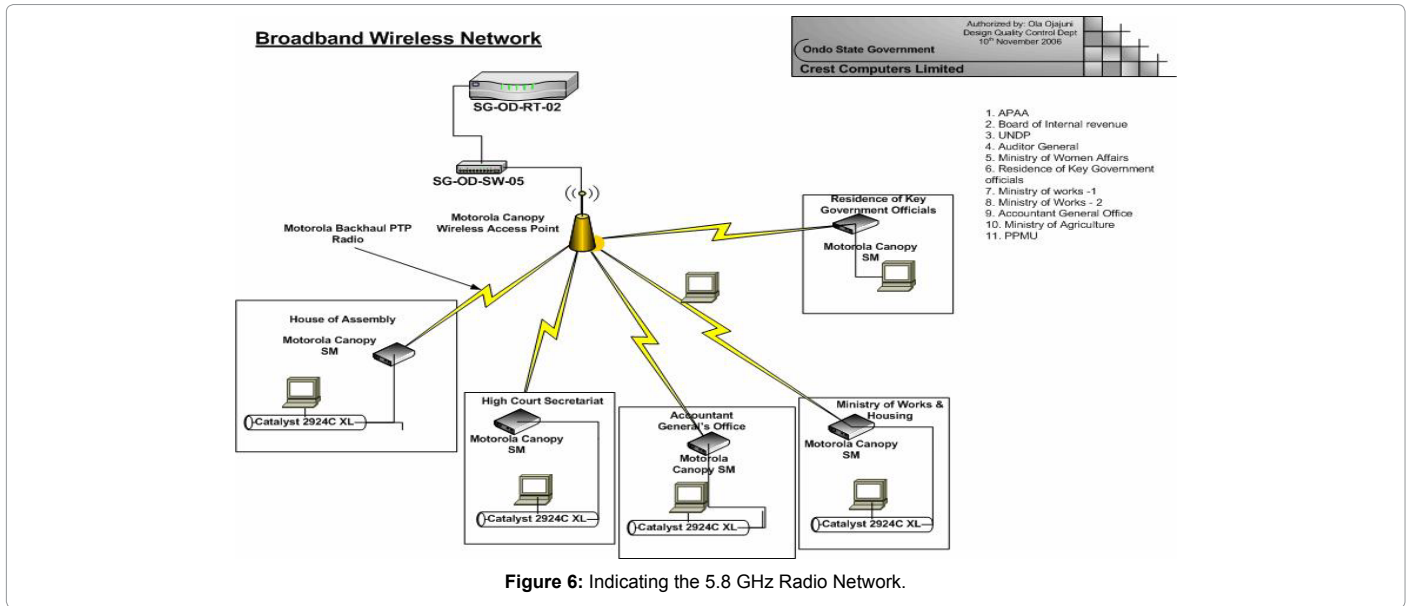 Broadband Wireless Network
Authorized by: Ola Ojajuni
Design Quality Control Dept
10th November 2006
Ondo State Government
Crest Computers Limited
SG-OD-RT-02
SG-OD-SW-05
Motorola Canopy
Wireless Access Point
Motorola Backhaul PTP
Radio
1. APAA
2. Board of Internal revenue
3. UNDP
4. Auditor General
5. Ministry of Women Affairs
6. Residence of Key Government
officials
7. Ministry of works -1
8. Ministry of Works - 2
9. Accountant General Office
10. Ministry of Agriculture
11. PPMU
Residence of Key
Government Officials
Motorola Canopy
SM
House of Assembly
Motorola Canopy
SM
Catalyst 2924C XL
High Court Secretariat
Motorola Canopy
SM
Catalyst 2924C XL
Accountant
General's Office
Motorola
Canopy SM
Catalyst 2924C XL
Ministry of Works &
Housing
Motorola Canopy
SM
Catalyst 2924C XL
Figure 6: Indicating the 5.8 GHz Radio Network.